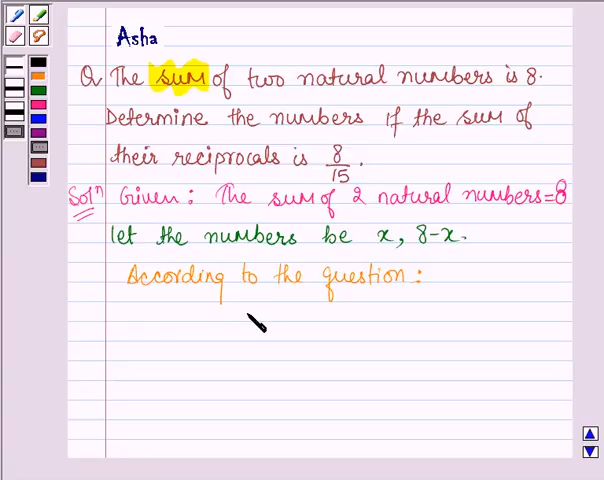 Asha
Q The sum of two natural numbers is 8.
Determine the numbers if the sum of
their reciprocals is 8/15.
Solⁿ Given: The sum of 2 natural numbers=8
let the numbers be x, 8-x.
According to the question: